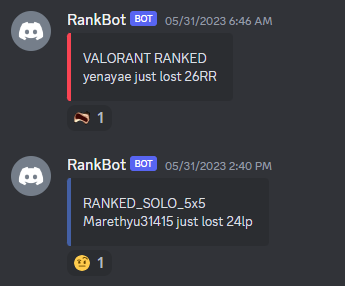 RankBot BOT 05/31/2023 6:46 AM
VALORANT RANKED
yenayae just lost 26RR
1
RankBot BOT 05/31/2023 2:40 PM
RANKED_SOLO_5x5
Marethyu31415 just lost 24lp
1